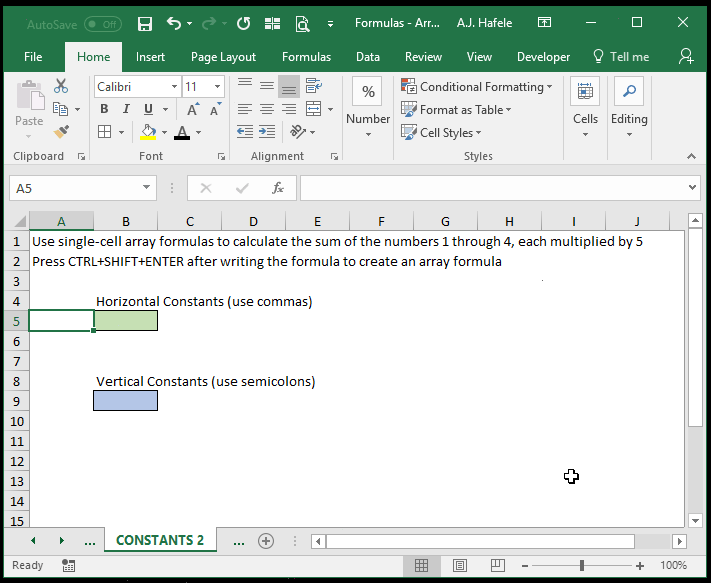 AutoSave Off Formulas - Arr... A.J. Hafele
File Home Insert Page Layout Formulas Data Review View Developer Tell me
Paste
Calibri 11
B I U A A
A
%
Number
Conditional Formatting
Format as Table
Cell Styles
Cells Editing
Clipboard Font Alignment Styles
A5 fx
A B C D E F G H I J
1 Use single-cell array formulas to calculate the sum of the numbers 1 through 4, each multiplied by 5
2 Press CTRL+SHIFT+ENTER after writing the formula to create an array formula
3
4 Horizontal Constants (use commas)
5
6
7
8 Vertical Constants (use semicolons)
9
10
11
12
13
14
15
... CONSTANTS 2 ...
Ready 100%